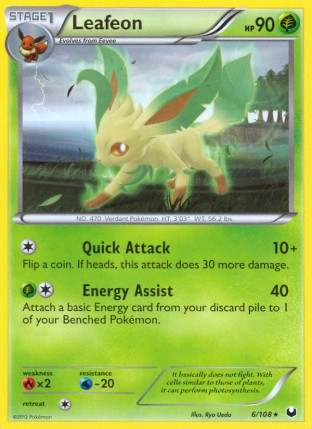 STAGE1
Leafeon
HP 90
Evolves from Eevee
NO. 470 Verdant Pokémon HT. 3'03" WT. 56.2 lbs.
Quick Attack 10+
Flip a coin. If heads, this attack does 30 more damage.
Energy Assist 40
Attach a basic Energy card from your discard pile to 1
of your Benched Pokémon.
weakness
×2
resistance
-20
retreat
It basically does not fight. With
cells similar to those of plants,
it can perform photosynthesis.
©2012 Pokémon
Illus. Ryo Ueda
6/108 ★